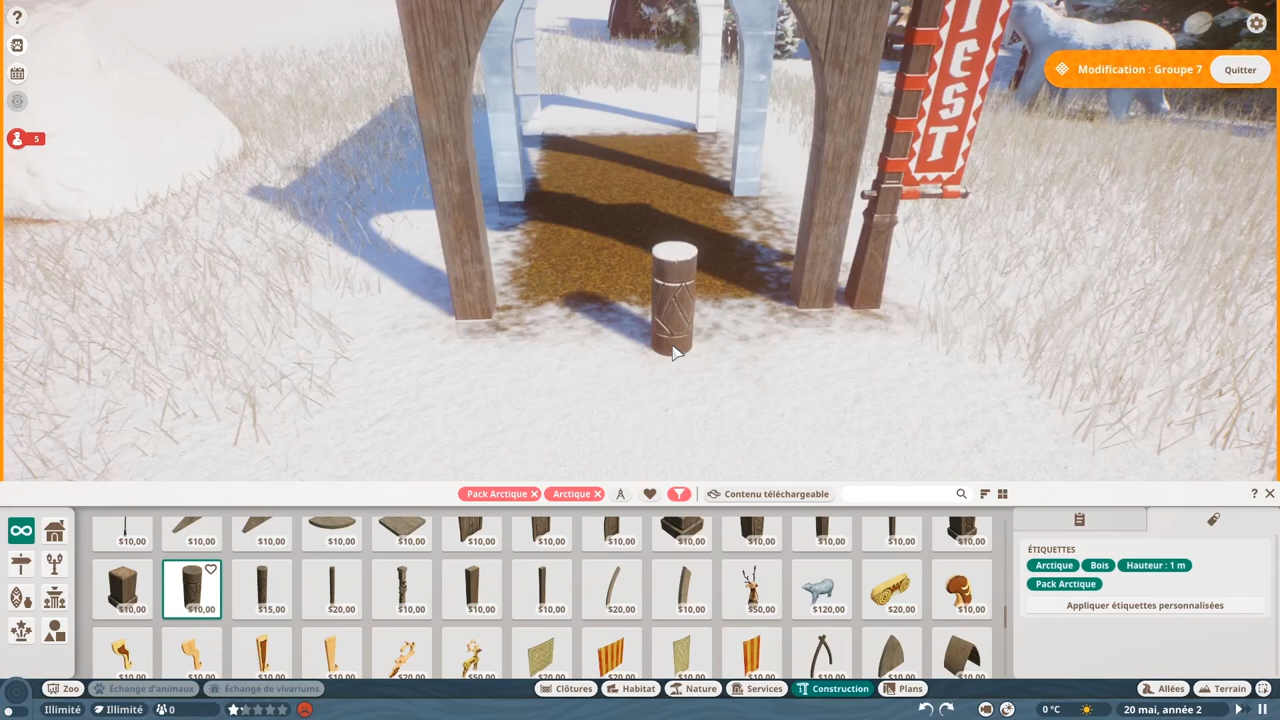 ?
Modification : Groupe 7
Quitter
5
IEST
Pack Arctique ✕
Arctique ✕
Contenu téléchargeable
?
$10,00 $10,00 $10,00 $10,00 $10,00 $10,00 $10,00 $10,00 $10,00 $10,00 $10,00 $10,00 $10,00
$10,00 $10,00 $15,00 $20,00 $10,00 $10,00 $10,00 $20,00 $10,00 $50,00 $120,00 $20,00 $10,00
ÉTIQUETTES
Arctique Bois Hauteur : 1 m
Pack Arctique
Appliquer étiquettes personnalisées
Zoo Échange d'animaux Échange de vivariums Clôtures Habitat Nature Services Construction Plans Allées Terrain
Illimité Illimité 0 0 °C 20 mai, année 2